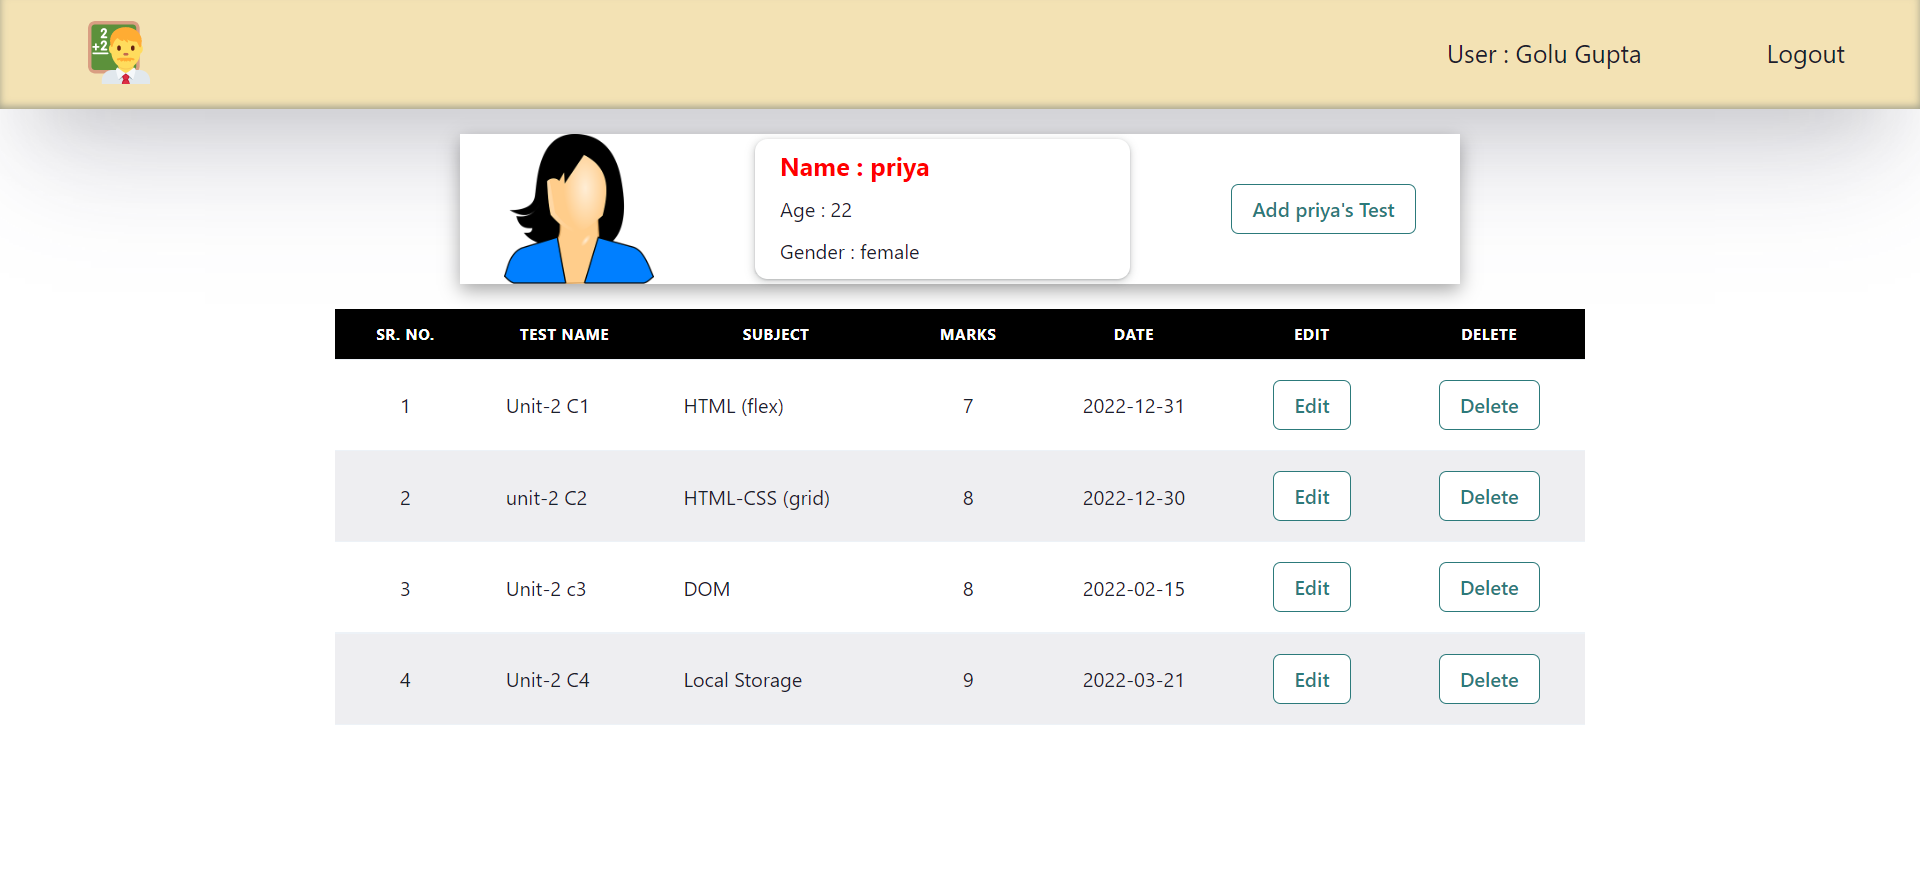 2
+2
User : Golu Gupta
Logout
Name : priya
Age : 22
Gender : female
Add priya's Test
SR. NO. TEST NAME SUBJECT MARKS DATE EDIT DELETE
1 Unit-2 C1 HTML (flex) 7 2022-12-31 Edit Delete
2 unit-2 C2 HTML-CSS (grid) 8 2022-12-30 Edit Delete
3 Unit-2 c3 DOM 8 2022-02-15 Edit Delete
4 Unit-2 C4 Local Storage 9 2022-03-21 Edit Delete